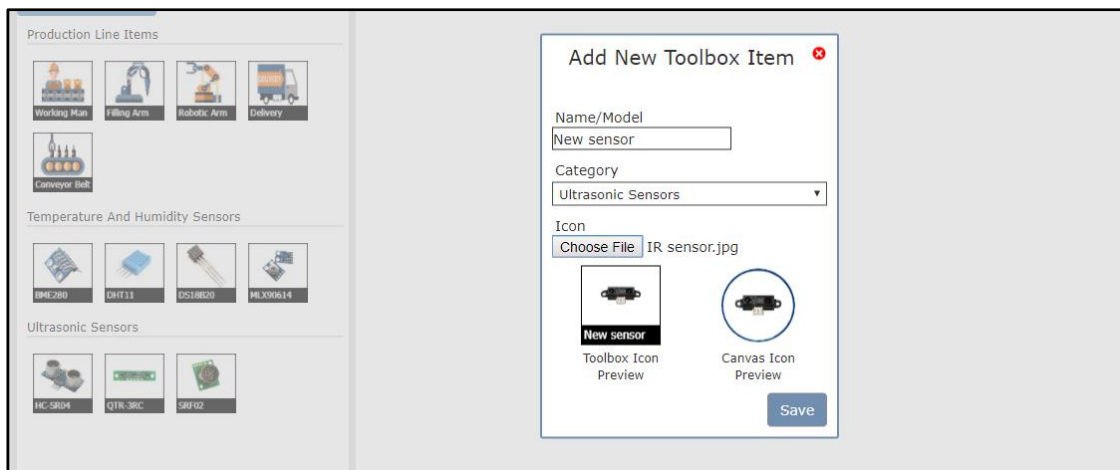 Production Line Items
Working Man
Filling Arm
Robotic Arm
Delivery
Conveyor Belt
Temperature And Humidity Sensors
BME280
DHT11
DS18B20
MLX90614
Ultrasonic Sensors
HC-SR04
QTR-3RC
SRF02
Add New Toolbox Item
Name/Model
New sensor
Category
Ultrasonic Sensors
Icon
Choose File IR sensor.jpg
New sensor
Toolbox Icon
Preview
Canvas Icon
Preview
Save